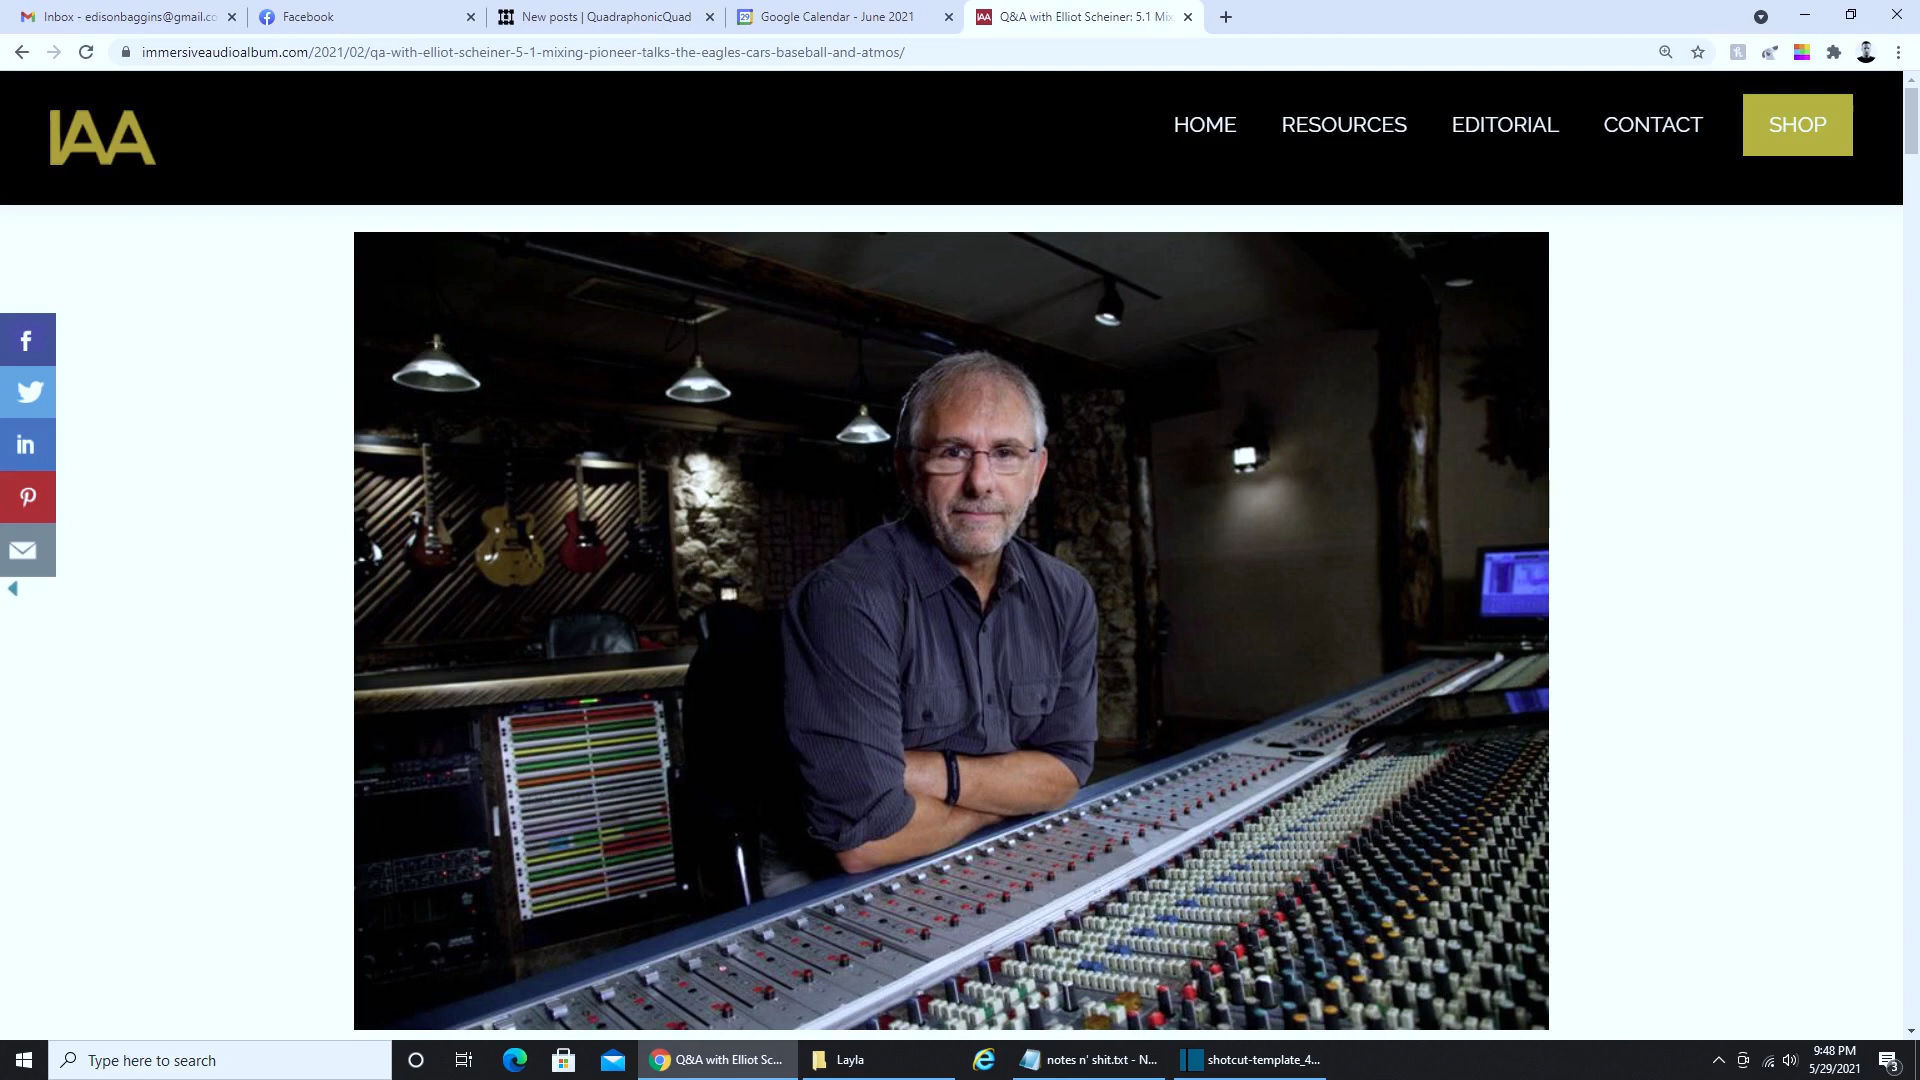 Inbox - edisonbaggins@gmail.co
Facebook
New posts | QuadraphonicQuad
Google Calendar - June 2021
Q&A with Elliot Scheiner: 5.1 Mix
immersiveaudioalbum.com/2021/02/qa-with-elliot-scheiner-5-1-mixing-pioneer-talks-the-eagles-cars-baseball-and-atmos/
IAA
HOME
RESOURCES
EDITORIAL
CONTACT
SHOP
Type here to search
Q&A with Elliot Sc...
Layla
notes n' shit.txt - N...
shotcut-template_4...
9:48 PM
5/29/2021
3